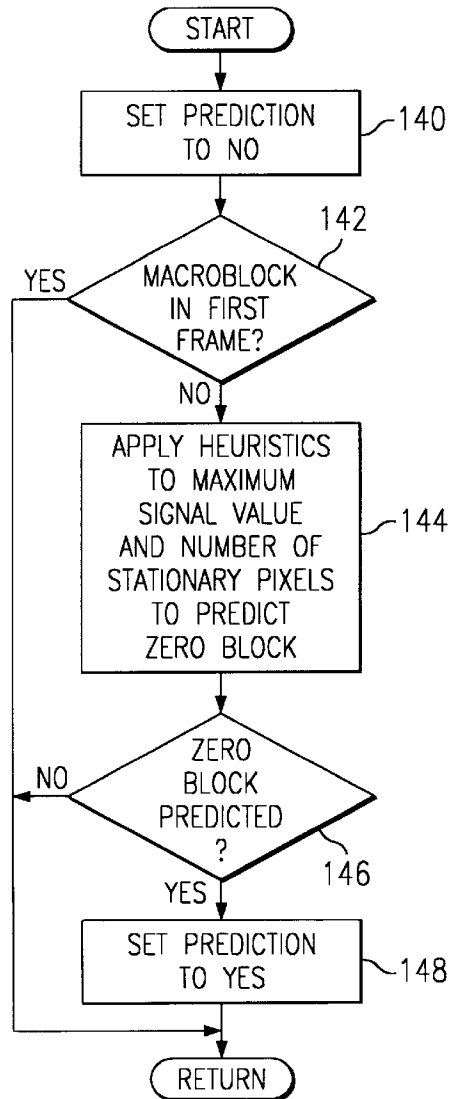 START
SET PREDICTION
TO NO
140
142
YES
MACROBLOCK
IN FIRST
FRAME?
NO
APPLY HEURISTICS
TO MAXIMUM
SIGNAL VALUE
AND NUMBER OF
STATIONARY PIXELS
TO PREDICT
ZERO BLOCK
144
NO
ZERO
BLOCK
PREDICTED
?
146
YES
SET PREDICTION
TO YES
148
RETURN